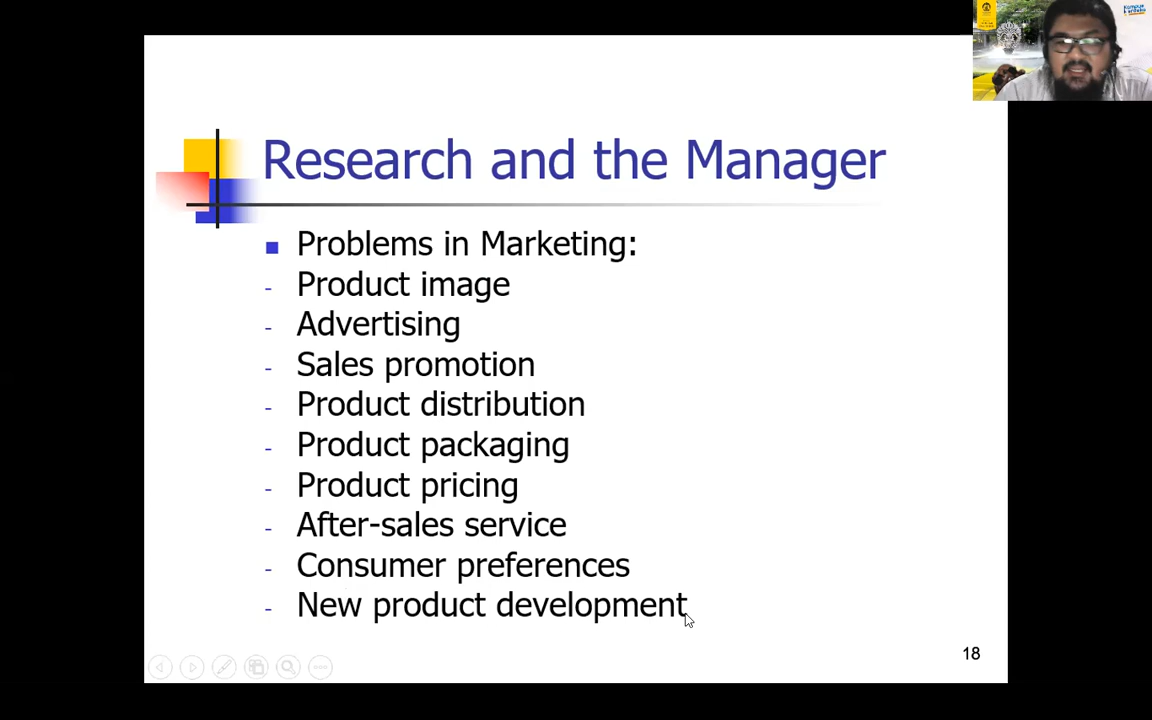 Research and the Manager
Problems in Marketing:
- Product image
- Advertising
- Sales promotion
- Product distribution
- Product packaging
- Product pricing
- After-sales service
- Consumer preferences
- New product development
18